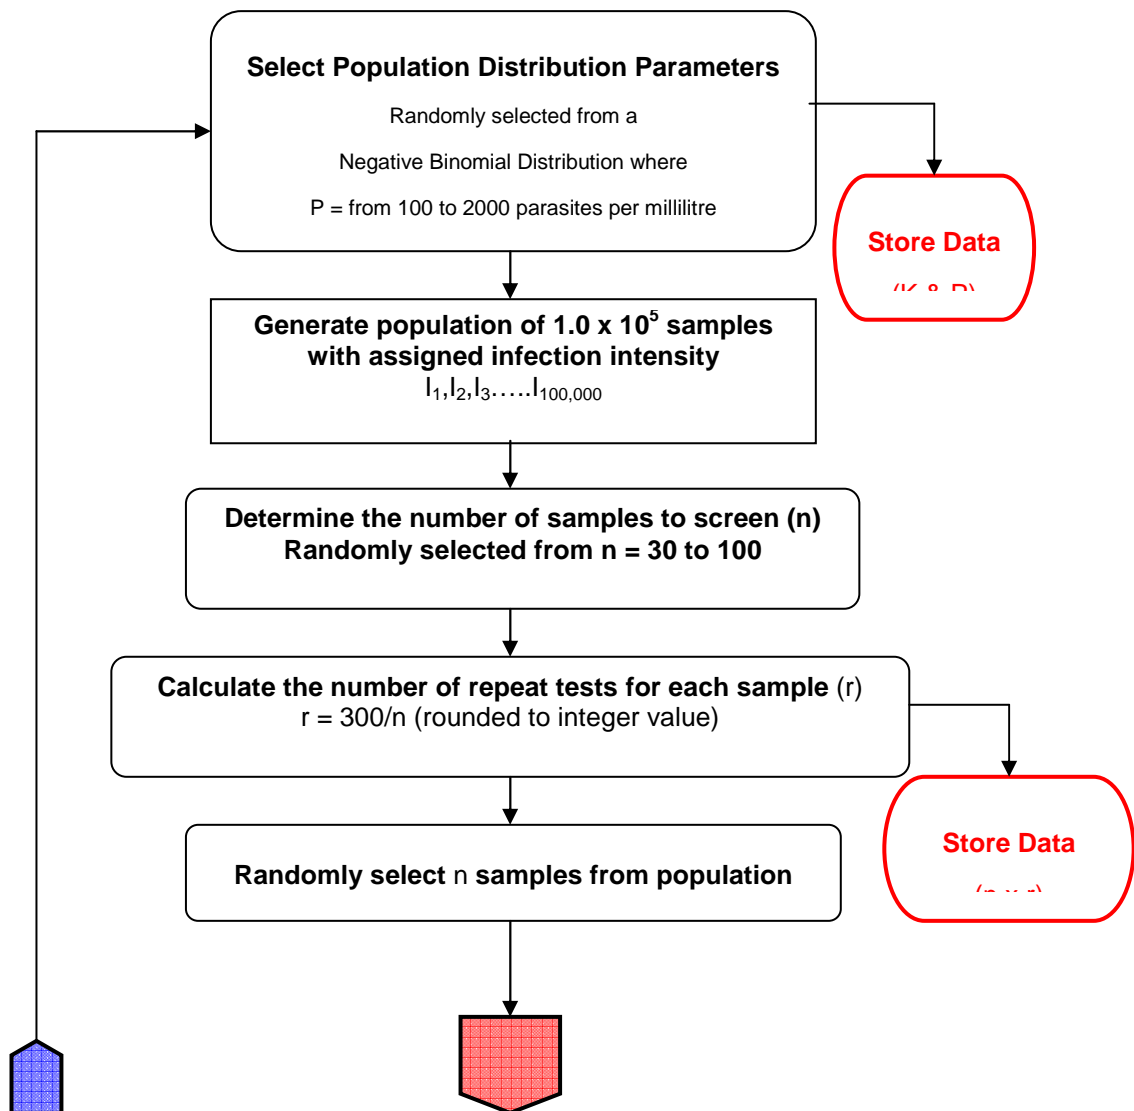 Select Population Distribution Parameters
Randomly selected from a
Negative Binomial Distribution where
P = from 100 to 2000 parasites per millilitre
Store Data
Generate population of 1.0 x 10⁵ samples
with assigned infection intensity
I₁,I₂,I₃…..I₁₀₀,₀₀₀
Determine the number of samples to screen (n)
Randomly selected from n = 30 to 100
Calculate the number of repeat tests for each sample (r)
r = 300/n (rounded to integer value)
Store Data
Randomly select n samples from population